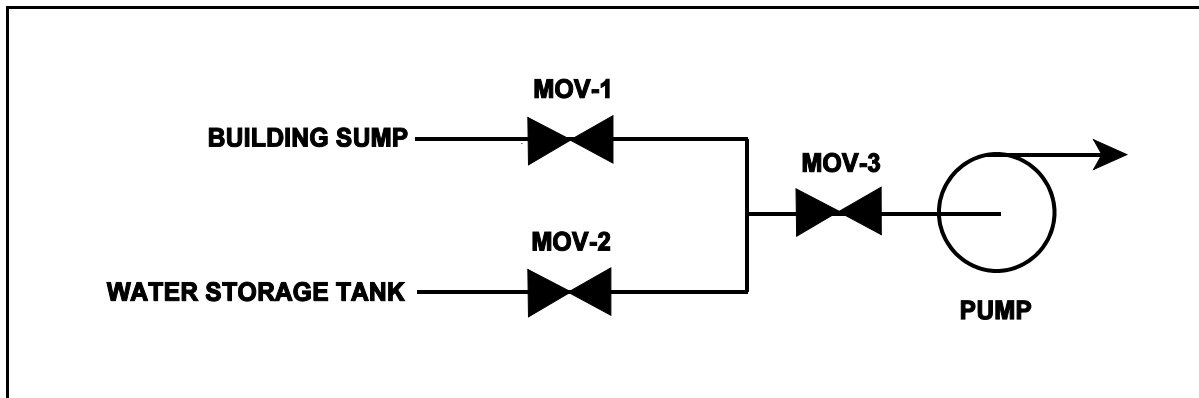 MOV-1
BUILDING SUMP
MOV-3
MOV-2
WATER STORAGE TANK
PUMP